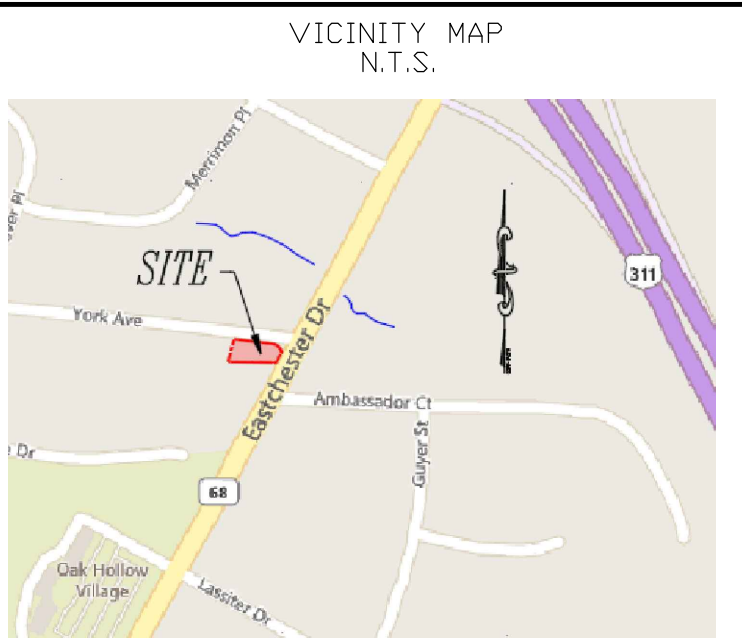 VICINITY MAP
N.T.S.
Merrimon Pl
311
SITE
York Ave
Eastchester Dr
Ambassador Ct
Guyer St
Dr
68
Oak Hollow
Village
Lassiter Dr